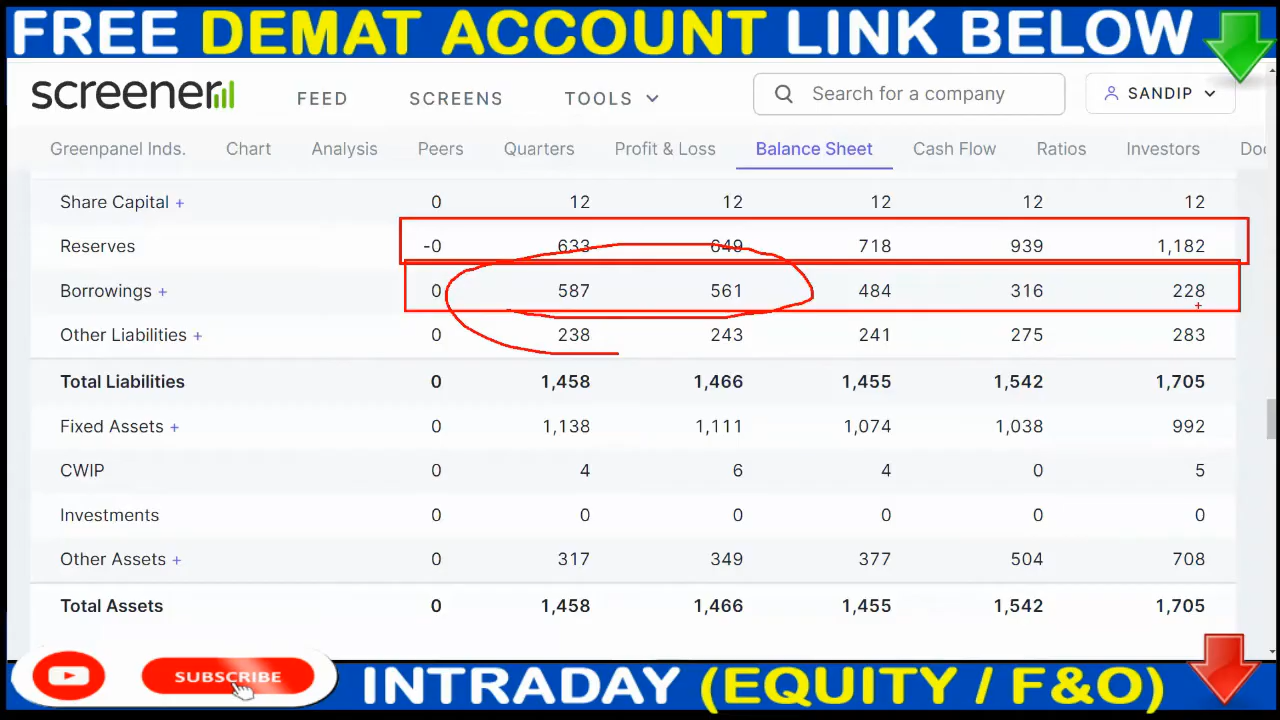 FREE DEMAT ACCOUNT LINK BELOW
screener FEED SCREENS TOOLS Search for a company SANDIP
Greenpanel Inds. Chart Analysis Peers Quarters Profit & Loss Balance Sheet Cash Flow Ratios Investors Doc
Share Capital + 0 12 12 12 12 12
Reserves -0 633 649 718 939 1,182
Borrowings + 0 587 561 484 316 228
Other Liabilities + 0 238 243 241 275 283
Total Liabilities 0 1,458 1,466 1,455 1,542 1,705
Fixed Assets + 0 1,138 1,111 1,074 1,038 992
CWIP 0 4 6 4 0 5
Investments 0 0 0 0 0 0
Other Assets + 0 317 349 377 504 708
Total Assets 0 1,458 1,466 1,455 1,542 1,705
SUBSCRIBE INTRADAY (EQUITY / F&O)